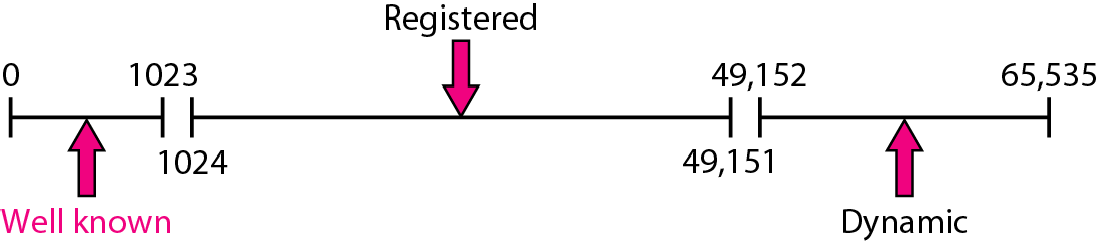 Registered
0
1023
49,152
65,535
1024
49,151
Well known
Dynamic